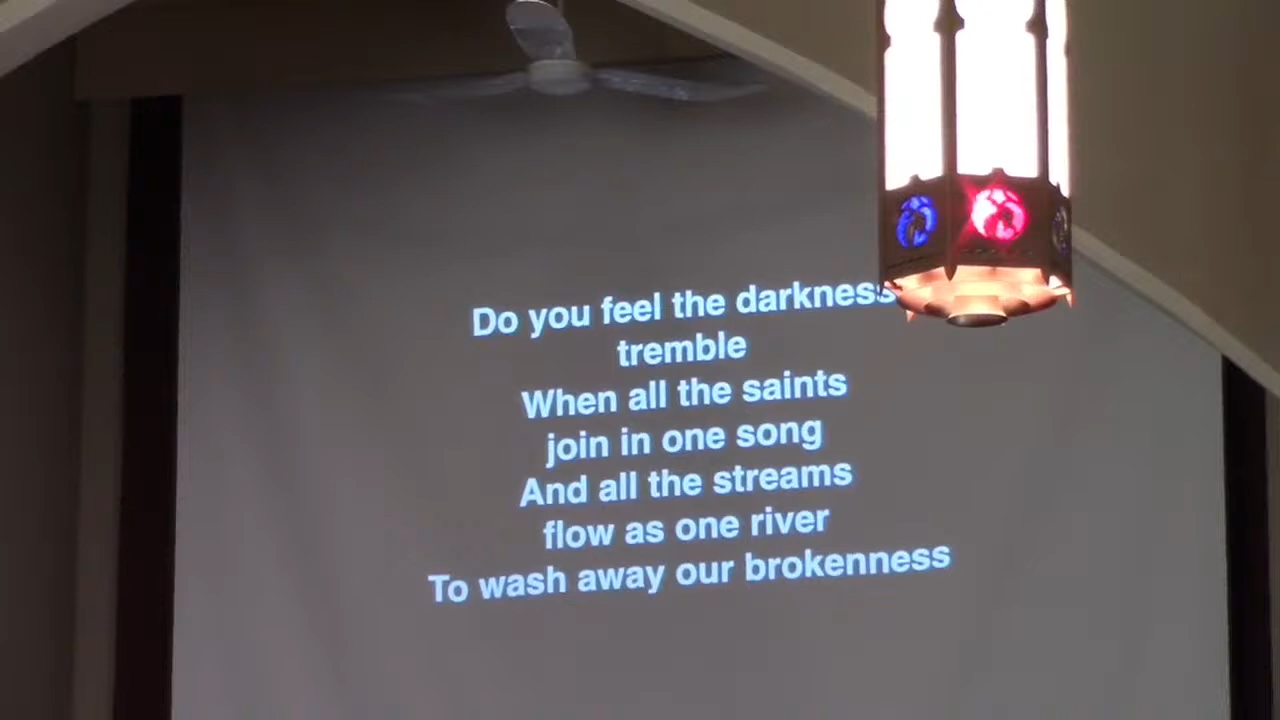 Do you feel the darkness
tremble
When all the saints
join in one song
And all the streams
flow as one river
To wash away our brokenness